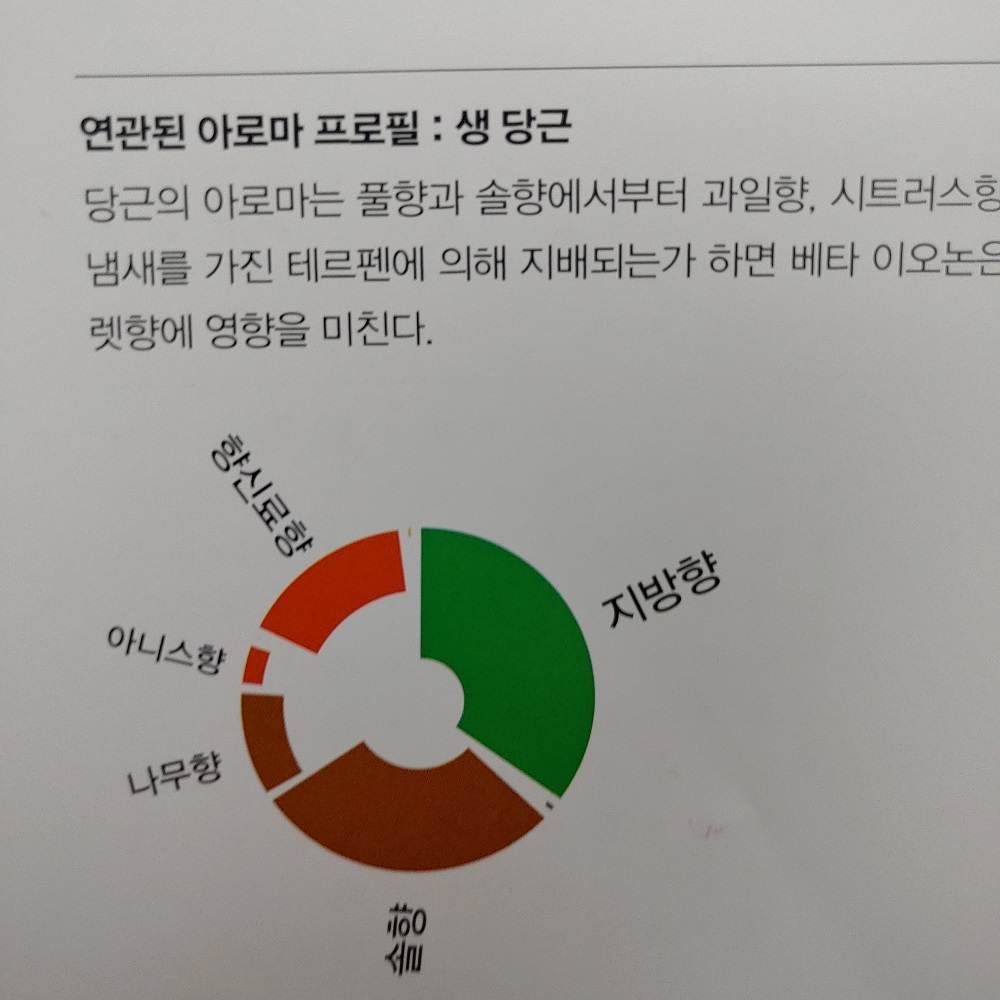 연관된 아로마 프로필 : 생 당근
당근의 아로마는 풀향과 솔향에서부터 과일향, 시트러스향
냄새를 가진 테르펜에 의해 지배되는가 하면 베타 이오논은
렛향에 영향을 미친다.
향신료향
지방향
아니스향
나무향
솔향